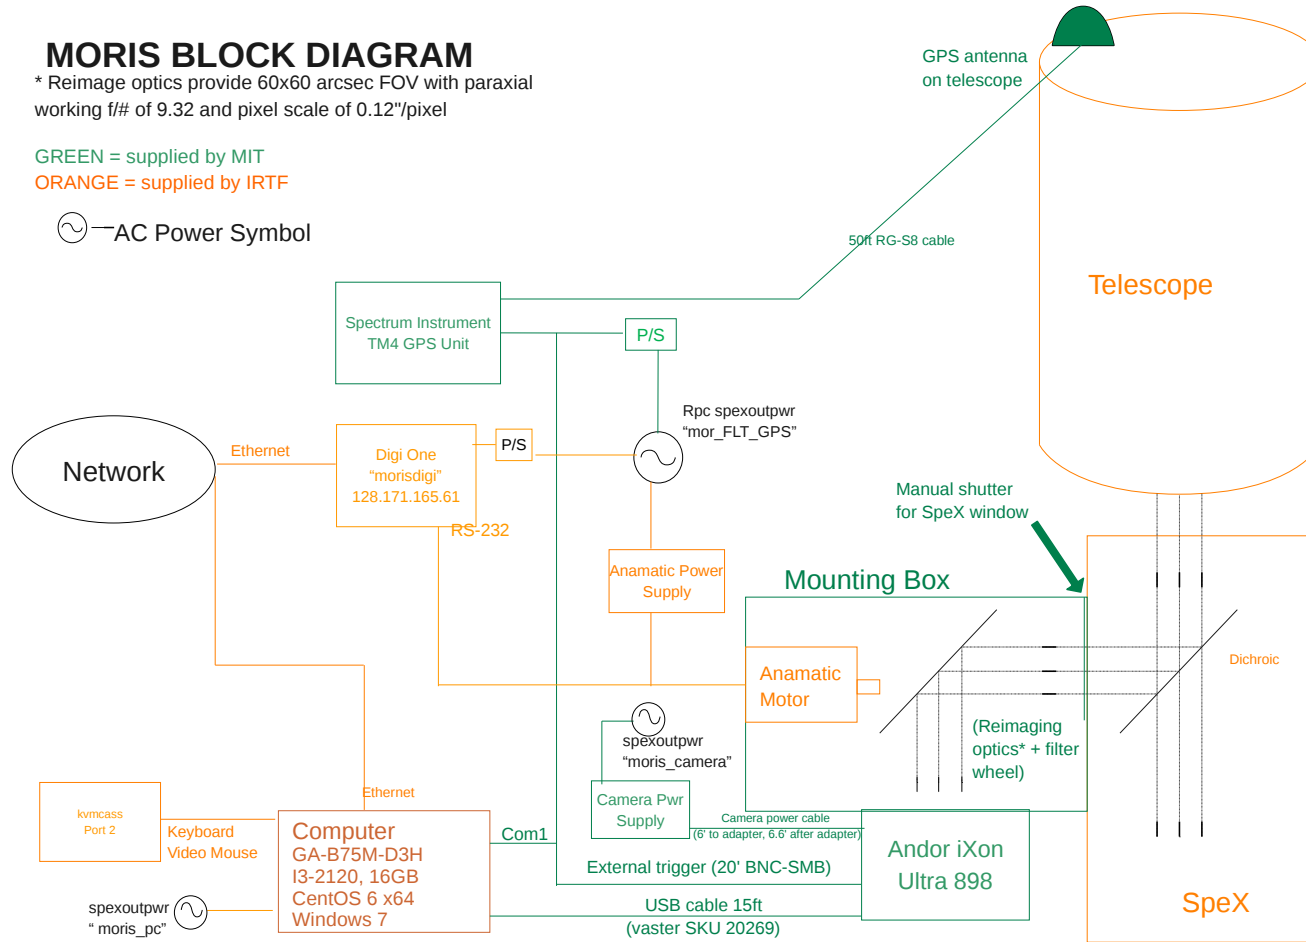 MORIS BLOCK DIAGRAM
* Reimage optics provide 60x60 arcsec FOV with paraxial
working f/# of 9.32 and pixel scale of 0.12"/pixel
GREEN = supplied by MIT
ORANGE = supplied by IRTF
AC Power Symbol
GPS antenna
on telescope
50ft RG-S8 cable
Telescope
Spectrum Instrument
TM4 GPS Unit
P/S
Rpc spexoutpwr
“mor_FLT_GPS”
Network
Ethernet
Digi One
“morisdigi”
128.171.165.61
P/S
RS-232
Manual shutter
for SpeX window
Anamatic Power
Supply
Mounting Box
Anamatic
Motor
Dichroic
(Reimaging
optics* + filter
wheel)
spexoutpwr
“moris_camera”
Camera Pwr
Supply
Camera power cable
(6' to adapter, 6.6' after adapter)
Ethernet
kvmcass
Port 2
Keyboard
Video Mouse
Computer
GA-B75M-D3H
I3-2120, 16GB
CentOS 6 x64
Windows 7
Com1
External trigger (20' BNC-SMB)
Andor iXon
Ultra 898
USB cable 15ft
(vaster SKU 20269)
spexoutpwr
“ moris_pc”
SpeX